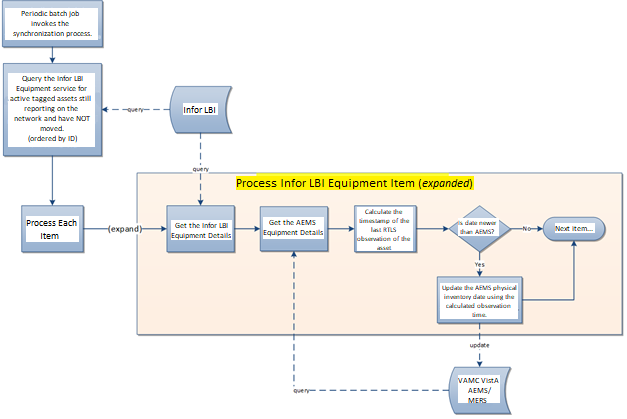 Periodic batch job
invokes the
synchronization process.
Query the Infor LBI
Equipment service for
active tagged assets still
reporting on the
network and have NOT
moved.
(ordered by ID)
query
Infor LBI
query
Process Infor LBI Equipment Item (expanded)
Process Each
Item
(expand)
Get the Infor LBI
Equipment Details
Get the AEMS
Equipment Details
Calculate the
timestamp of the
last RTLS
observation of the
asset
Is date newer
than AEMS?
No
Next item...
Yes
Update the AEMS physical
inventory date using the
calculated observation
time.
update
query
VAMC VistA
AEMS/
MERS